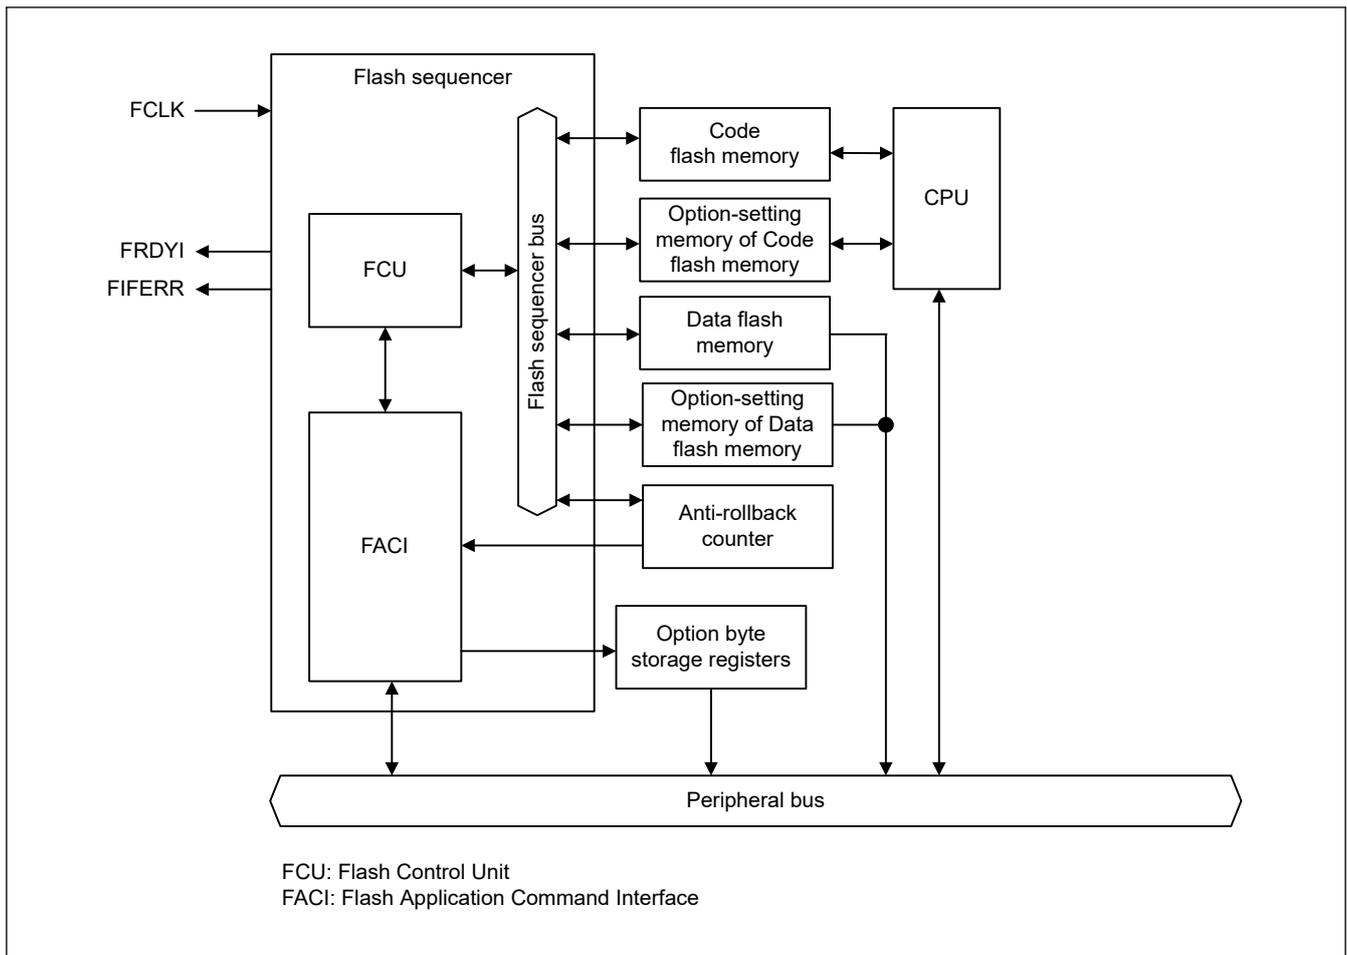 Flash sequencer
FCLK
FRDYI
FIFERR
FCU
FACI
Flash sequencer bus
Code
flash memory
Option-setting
memory of Code
flash memory
Data flash
memory
Option-setting
memory of Data
flash memory
Anti-rollback
counter
Option byte
storage registers
CPU
Peripheral bus
FCU: Flash Control Unit
FACI: Flash Application Command Interface